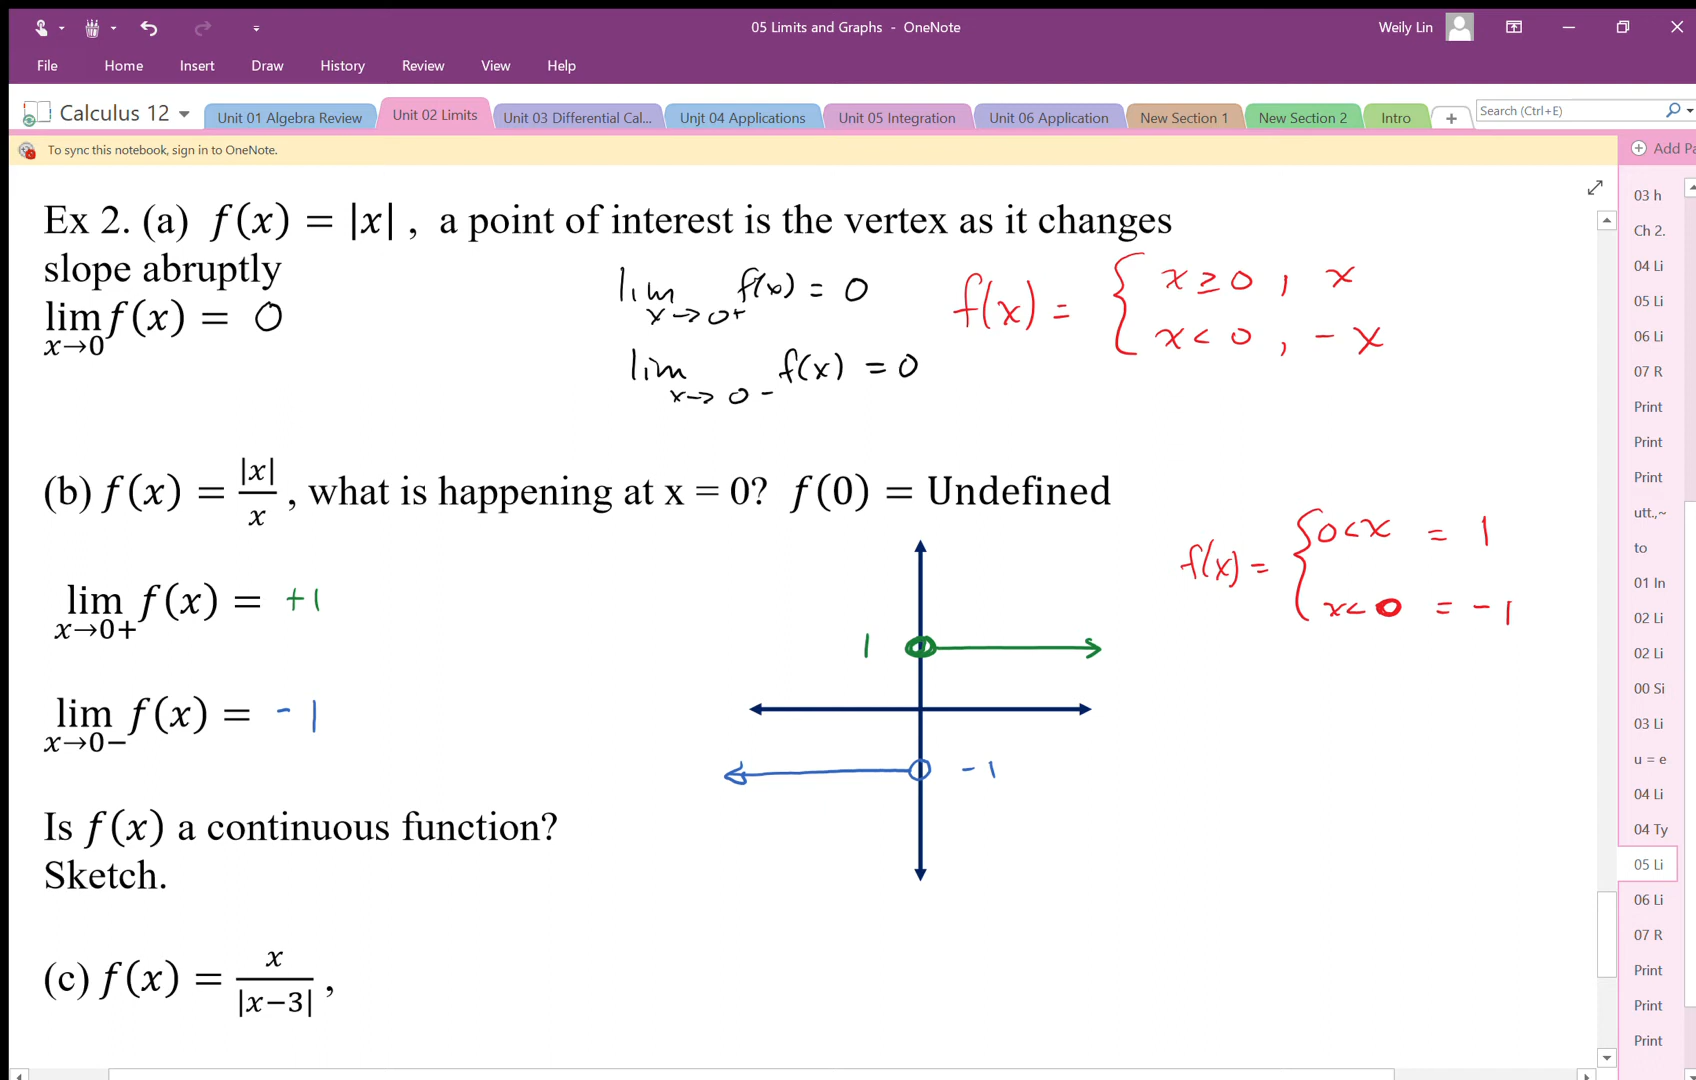 05 Limits and Graphs - OneNote
Weily Lin
File Home Insert Draw History Review View Help
Calculus 12
Unit 01 Algebra Review
Unit 02 Limits
Unit 03 Differential Cal...
Unit 04 Applications
Unit 05 Integration
Unit 06 Application
New Section 1
New Section 2
Intro
+
Search (Ctrl+E)
To sync this notebook, sign in to OneNote.
Add Pa
Ex 2. (a) f(x) = |x| , a point of interest is the vertex as it changes
slope abruptly
lim x→0 f(x) = 0
lim x→0+ f(x) = 0
lim x→0- f(x) = 0
f(x) = { x ≥ 0 , x
x < 0 , - x
(b) f(x) = |x|/x , what is happening at x = 0? f(0) = Undefined
f(x) = { 0<x = 1
x<0 = -1
lim x→0+ f(x) = +1
1
lim x→0− f(x) = -1
-1
Is f(x) a continuous function?
Sketch.
(c) f(x) = x/|x−3| ,
03 h
Ch 2.
04 Li
05 Li
06 Li
07 R
Print
Print
Print
utt.,~
to
01 In
02 Li
02 Li
00 Si
03 Li
u = e
04 Li
04 Ty
05 Li
06 Li
07 R
Print
Print
Print